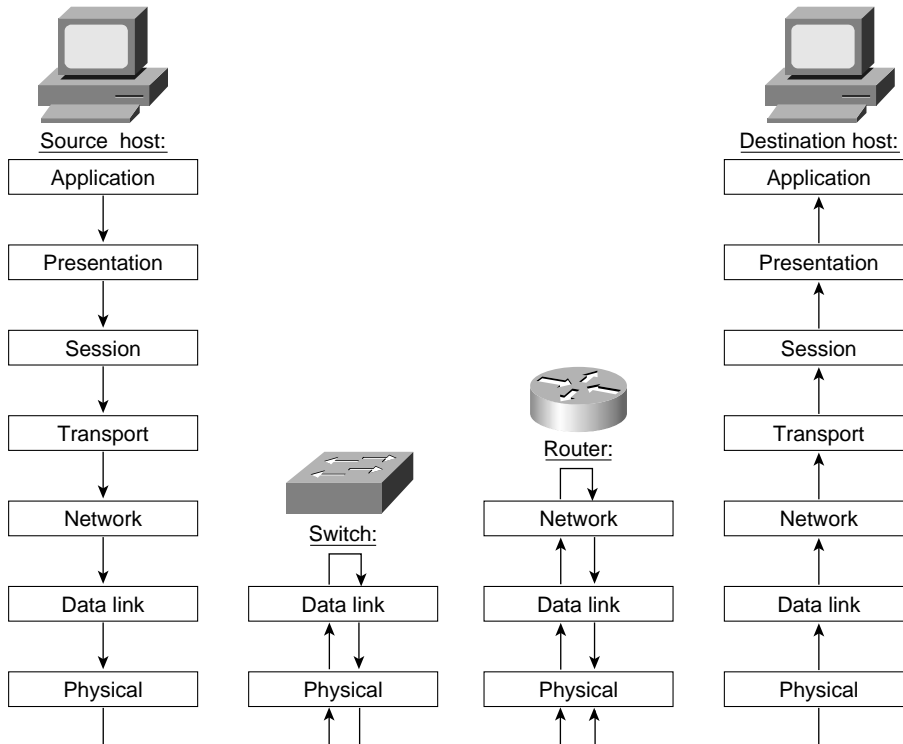 Source host:
Application
Presentation
Session
Transport
Network
Data link
Physical
Switch:
Data link
Physical
Router:
Network
Data link
Physical
Destination host:
Application
Presentation
Session
Transport
Network
Data link
Physical